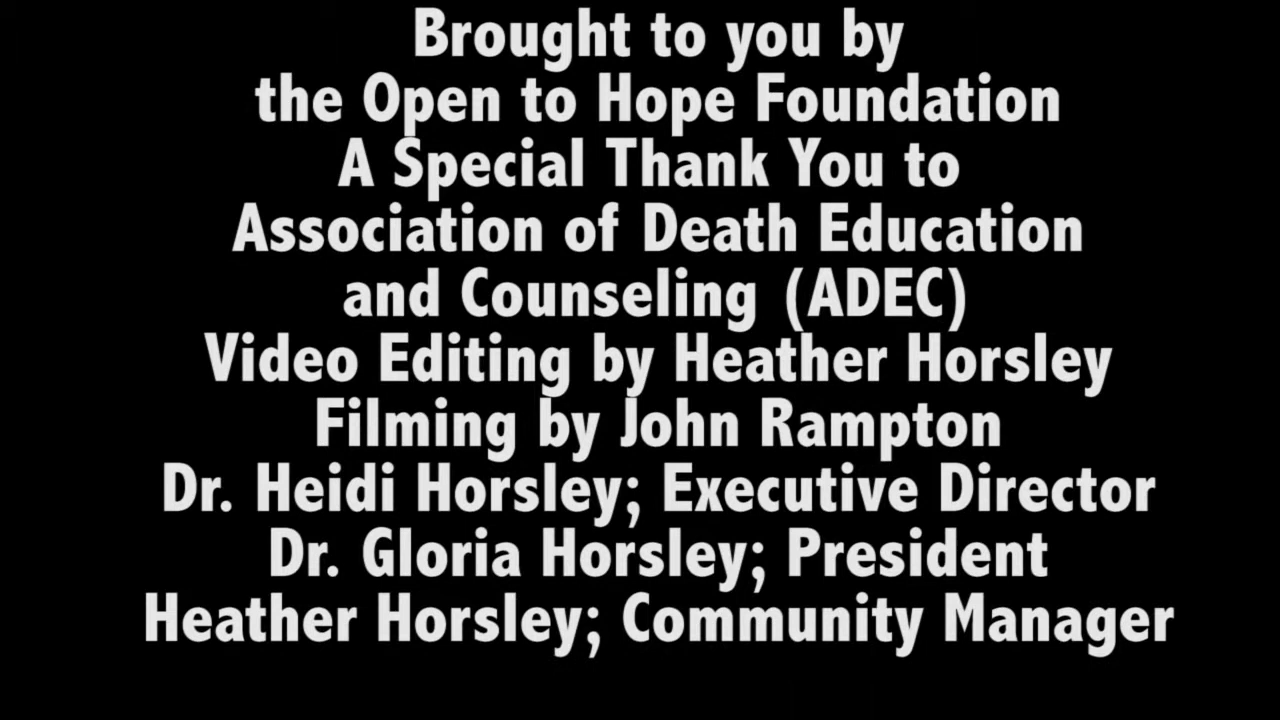 Brought to you by
the Open to Hope Foundation
A Special Thank You to
Association of Death Education
and Counseling (ADEC)
Video Editing by Heather Horsley
Filming by John Rampton
Dr. Heidi Horsley; Executive Director
Dr. Gloria Horsley; President
Heather Horsley; Community Manager